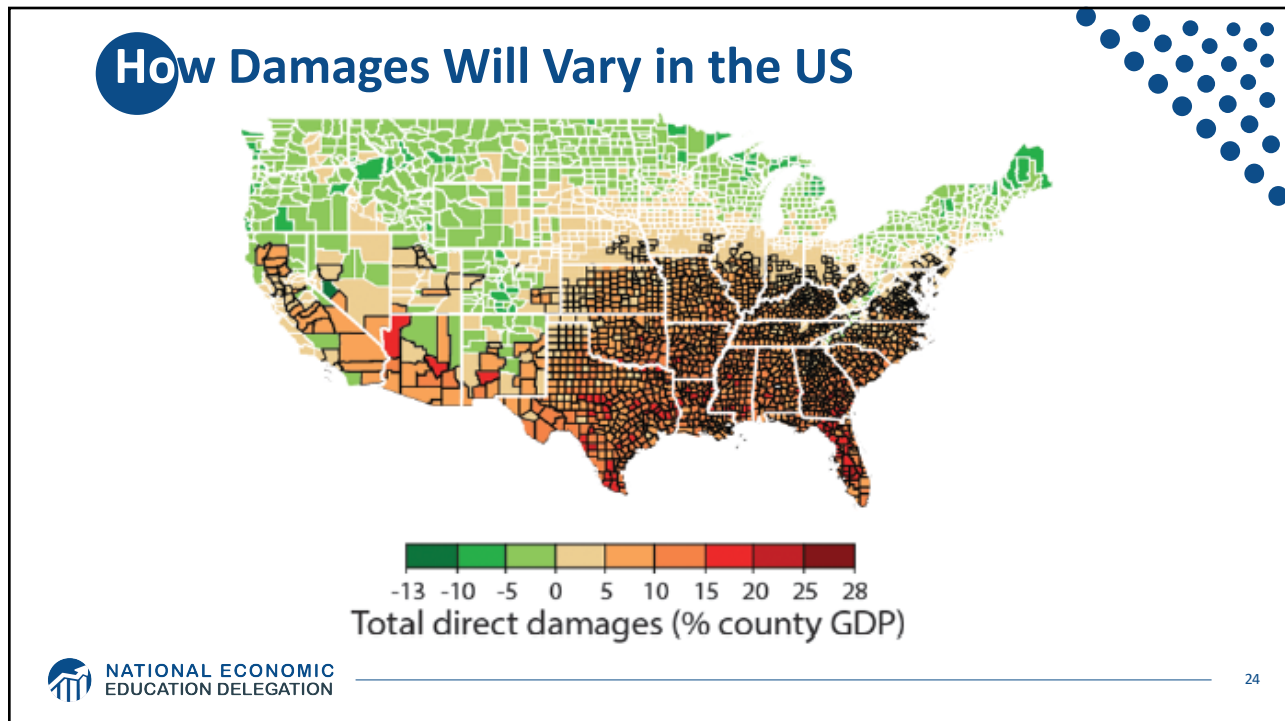 How Damages Will Vary in the US
-13 -10 -5 0 5 10 15 20 25 28
Total direct damages (% county GDP)
NATIONAL ECONOMIC
EDUCATION DELEGATION
24